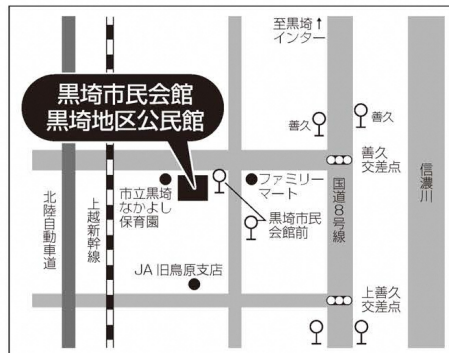 至黒埼↑
インター
黒埼市民会館
黒埼地区公民館
善久
善久
善久
交差点
市立黒埼
なかよし
保育園
ファミリー
マート
黒埼市民
会館前
北陸自動車道
上越新幹線
国道8号線
信濃川
JA旧鳥原支店
上善久
交差点